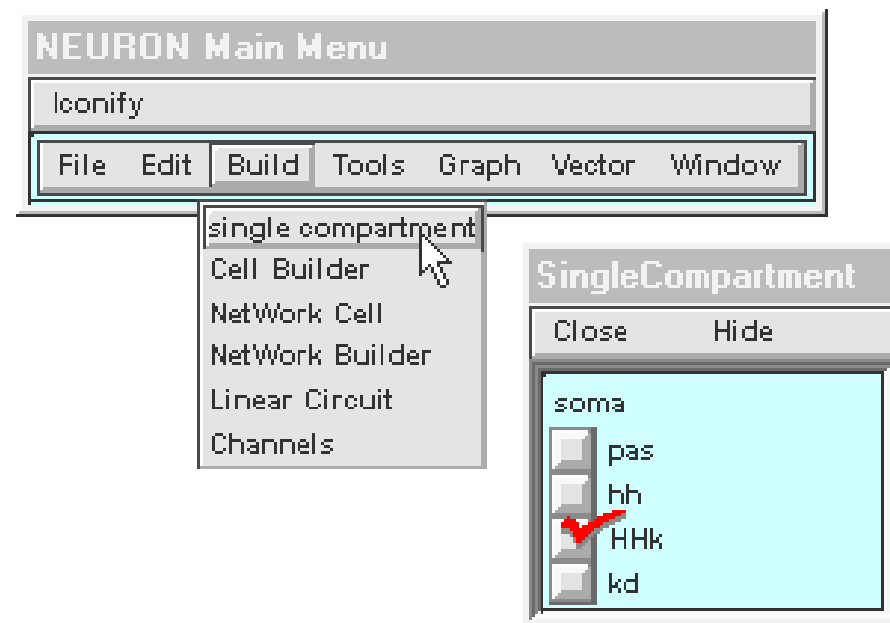 NEURON Main Menu
Iconify
File Edit Build Tools Graph Vector Window
single compartment
Cell Builder
NetWork Cell
NetWork Builder
Linear Circuit
Channels
SingleCompartment
Close Hide
soma
pas
hh
HHk
kd